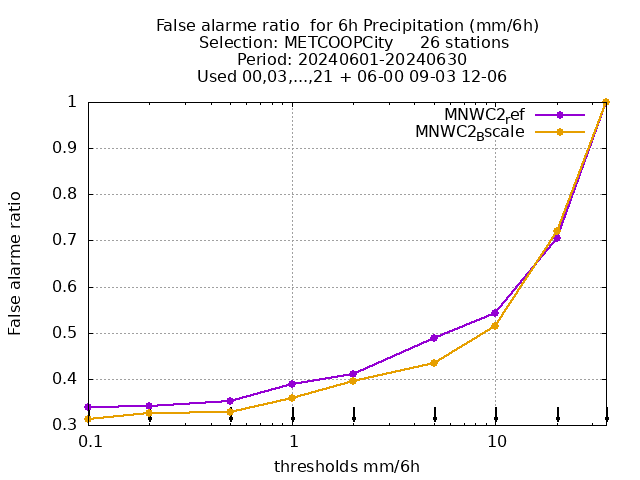 False alarme ratio  for 6h Precipitation (mm/6h)
Selection: METCOOPCity     26 stations
Period: 20240601-20240630
Used 00,03,...,21 + 06-00 09-03 12-06
MNWC2_ref
MNWC2_Bscale
1
0.9
0.8
0.7
0.6
0.5
0.4
0.3
False alarme ratio
0.1 1 10
thresholds mm/6h